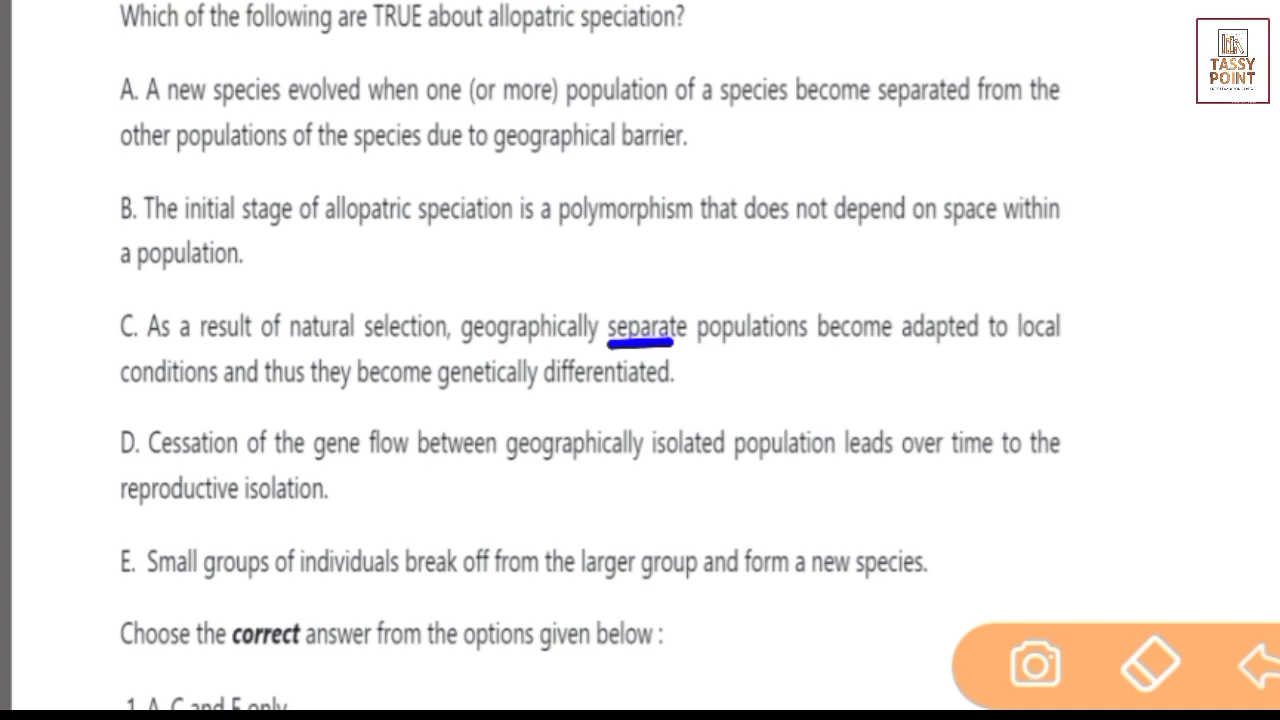 Which of the following are TRUE about allopatric speciation?
TASSY
POINT
A. A new species evolved when one (or more) population of a species become separated from the
other populations of the species due to geographical barrier.
B. The initial stage of allopatric speciation is a polymorphism that does not depend on space within
a population.
C. As a result of natural selection, geographically separate populations become adapted to local
conditions and thus they become genetically differentiated.
D. Cessation of the gene flow between geographically isolated population leads over time to the
reproductive isolation.
E. Small groups of individuals break off from the larger group and form a new species.
Choose the correct answer from the options given below :
1. A, C and E only